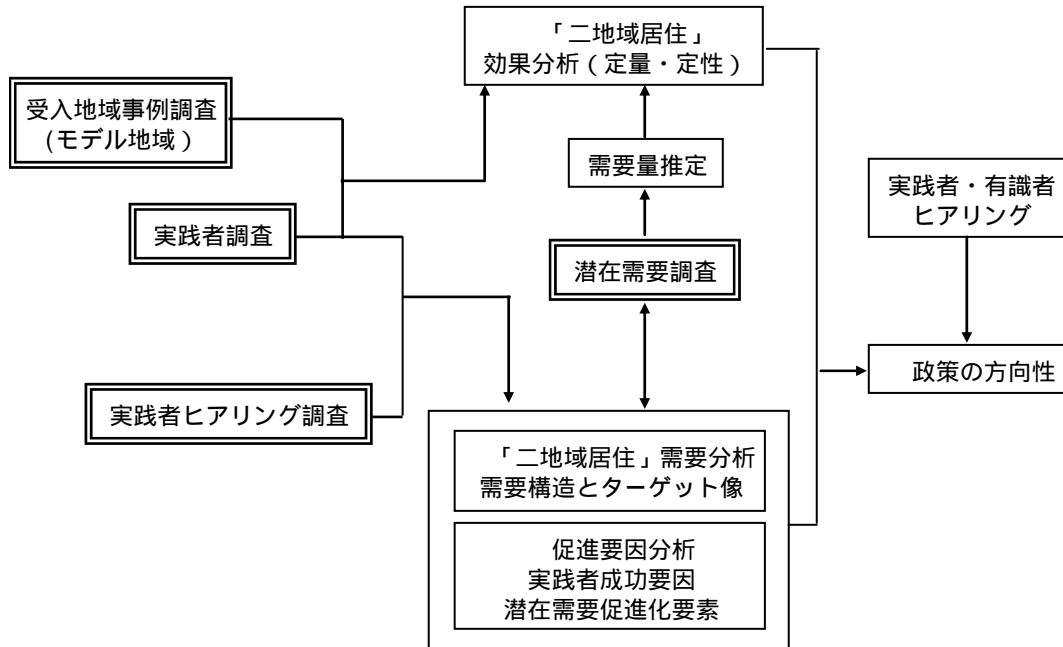 「二地域居住」
効果分析(定量・定性)
受入地域事例調査
(モデル地域)
需要量推定
実践者・有識者
ヒアリング
実践者調査
潜在需要調査
政策の方向性
実践者ヒアリング調査
「二地域居住」需要分析
需要構造とターゲット像
促進要因分析
実践者成功要因
潜在需要促進化要素